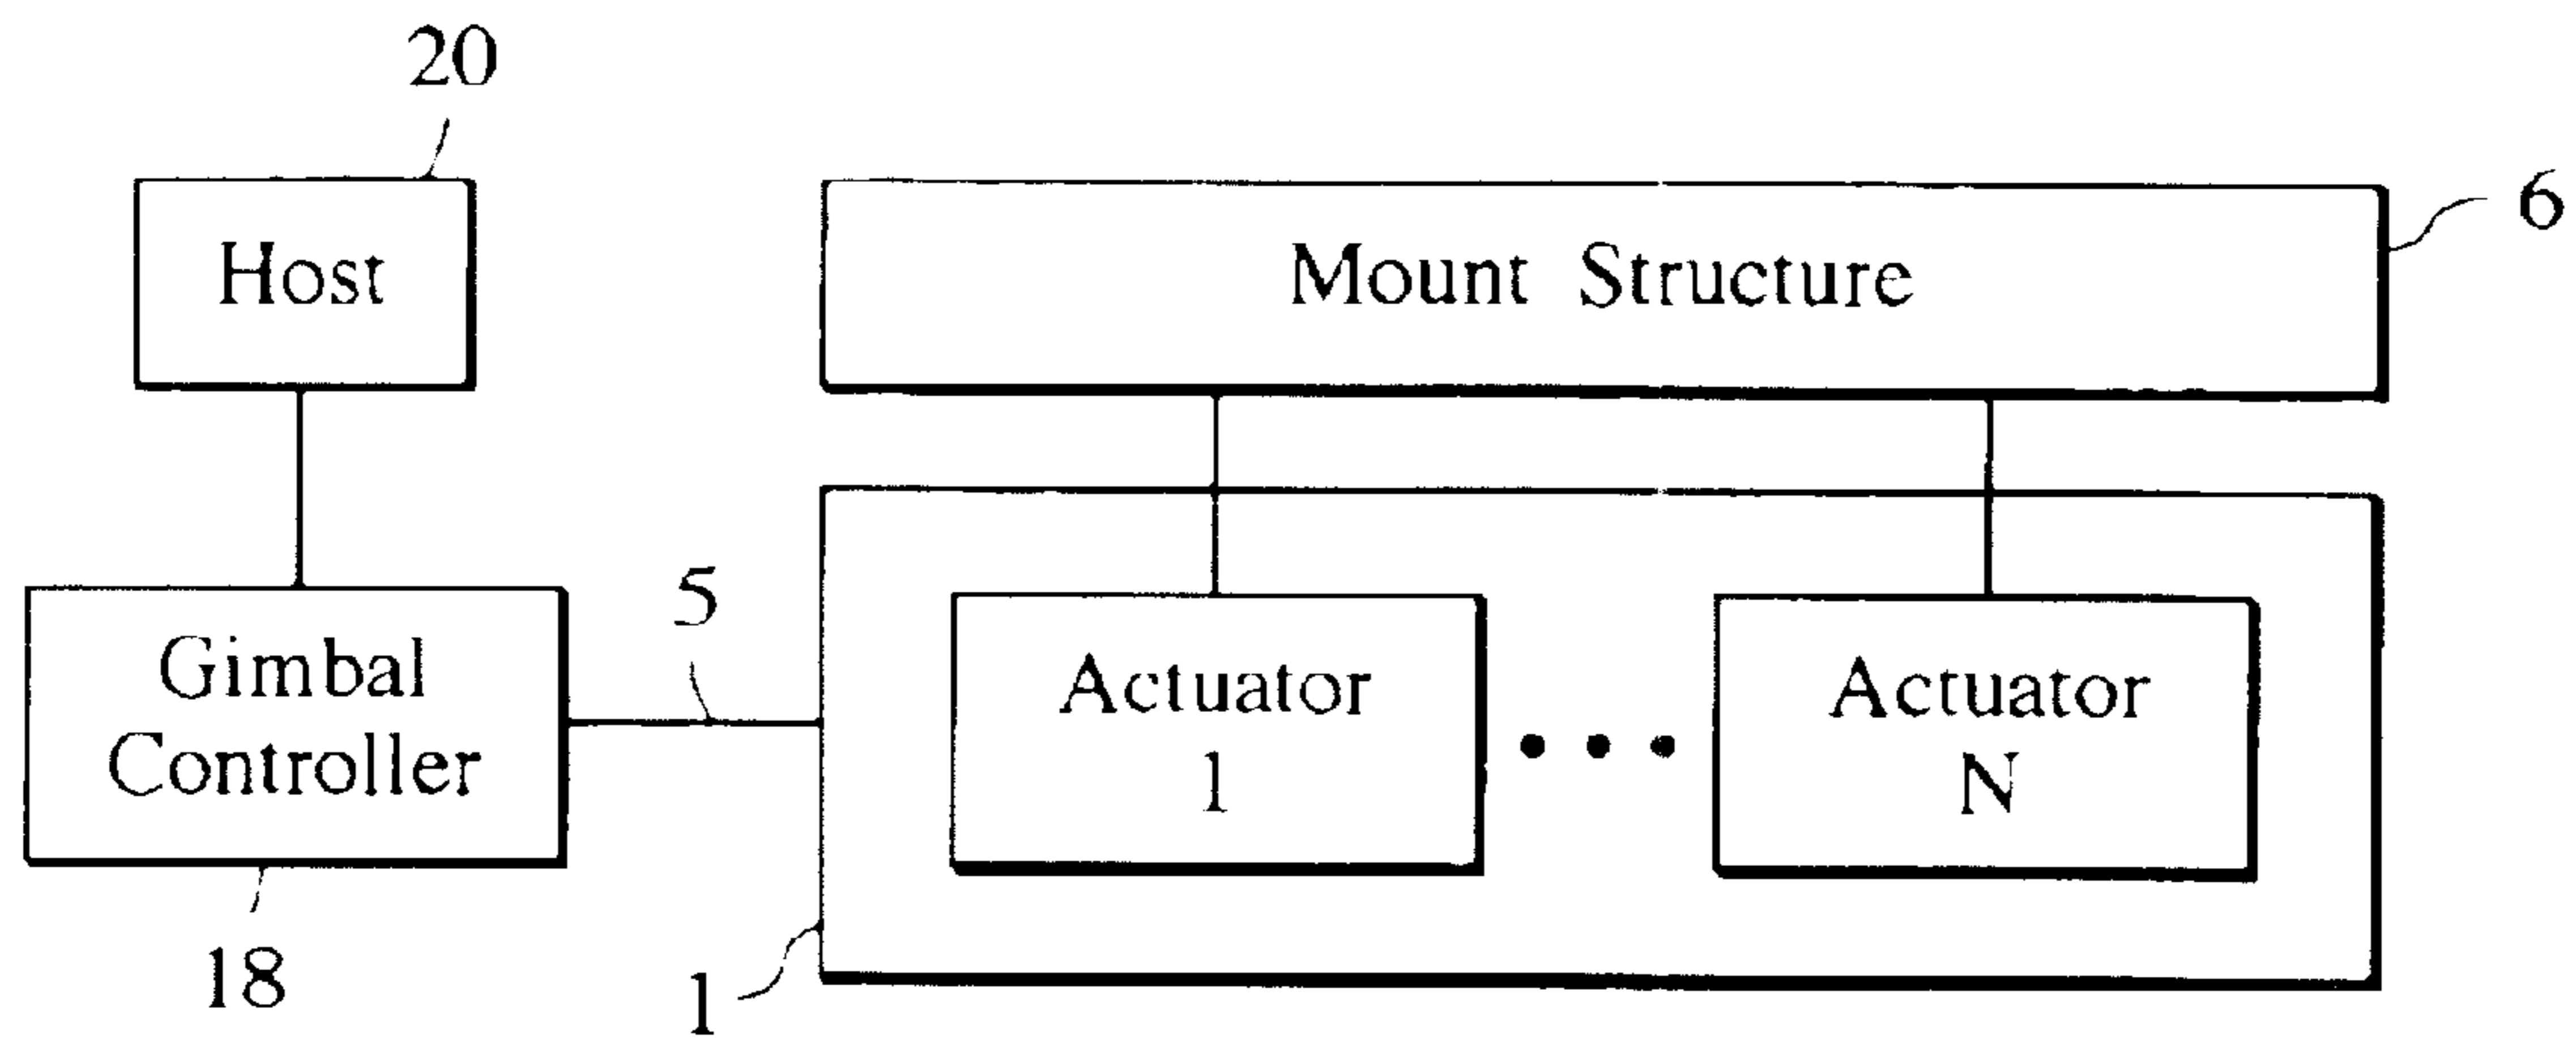 20
Host
Mount Structure
6
Gimbal
Controller
5
Actuator
1
Actuator
N
18
1